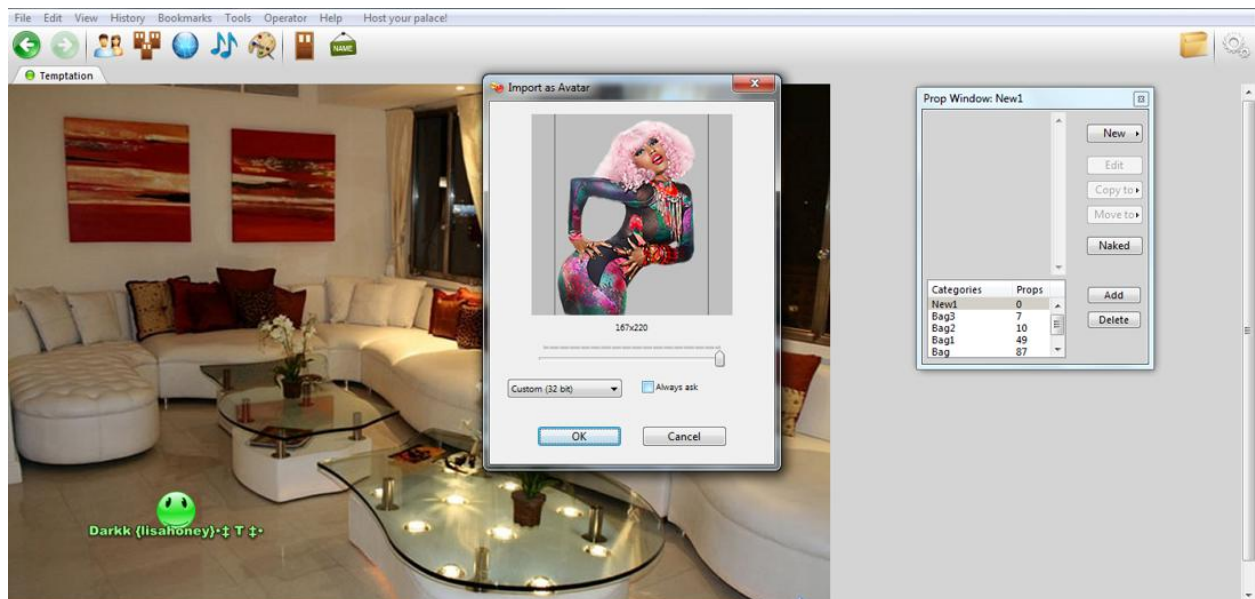 File Edit View History Bookmarks Tools Operator Help Host your palace!
NAME
Temptation
Import as Avatar
167x220
Custom (32 bit)
Always ask
OK Cancel
Prop Window: New1
New
Edit
Copy to
Move to
Naked
Categories Props
New1 0
Bag3 7
Bag2 10
Bag1 49
Bag 87
Add
Delete
Darkk {lisahoney}•‡ T ‡•